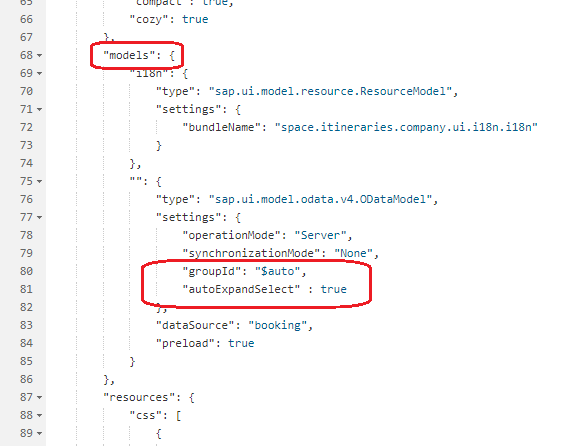 65 "compact": true,
66 "cozy": true
67 },
68 "models": {
69 "i18n": {
70 "type": "sap.ui.model.resource.ResourceModel",
71 "settings": {
72 "bundleName": "space.itineraries.company.ui.i18n.i18n"
73 }
74 },
75 "": {
76 "type": "sap.ui.model.odata.v4.ODataModel",
77 "settings": {
78 "operationMode": "Server",
79 "synchronizationMode": "None",
80 "groupId": "$auto",
81 "autoExpandSelect" : true
82 },
83 "dataSource": "booking",
84 "preload": true
85 }
86 },
87 "resources": {
88 "css": [
89 {